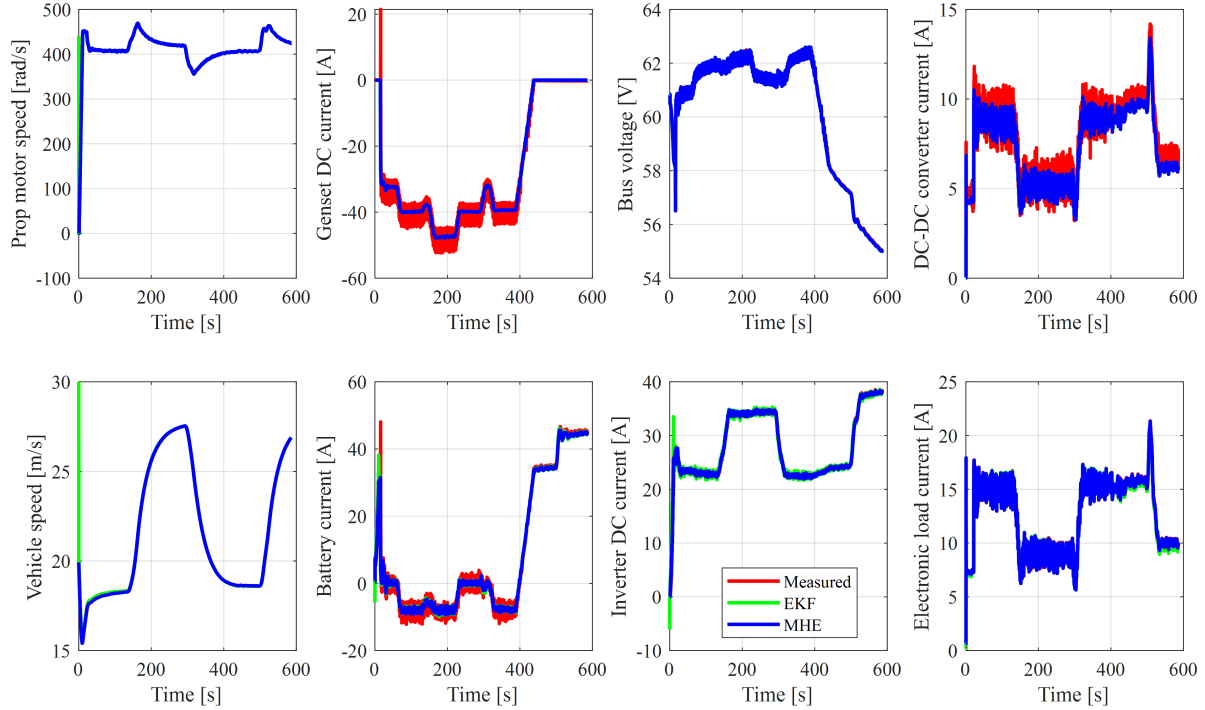 Prop motor speed [rad/s]
500
400
300
200
100
0
-100
0 200 400 600
Time [s]
Genset DC current [A]
20
0
-20
-40
-60
0 200 400 600
Time [s]
Bus voltage [V]
64
62
60
58
56
54
0 200 400 600
Time [s]
DC-DC converter current [A]
15
10
5
0
0 200 400 600
Time [s]
Vehicle speed [m/s]
30
25
20
15
0 200 400 600
Time [s]
Battery current [A]
60
40
20
0
-20
0 200 400 600
Time [s]
Inverter DC current [A]
40
30
20
10
0
-10
0 200 400 600
Time [s]
Measured
EKF
MHE
Electronic load current [A]
25
20
15
10
5
0
0 200 400 600
Time [s]